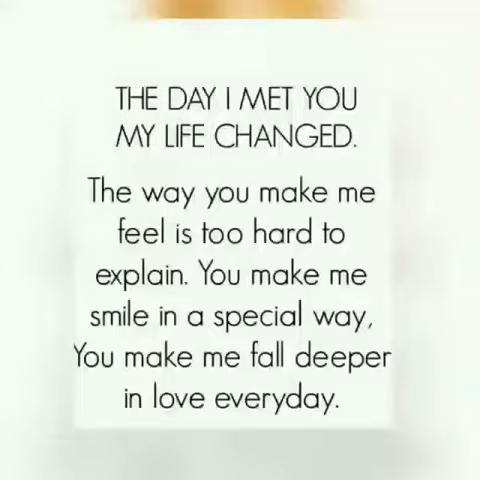 THE DAY I MET YOU
MY LIFE CHANGED.
The way you make me
feel is too hard to
explain. You make me
smile in a special way,
You make me fall deeper
in love everyday.